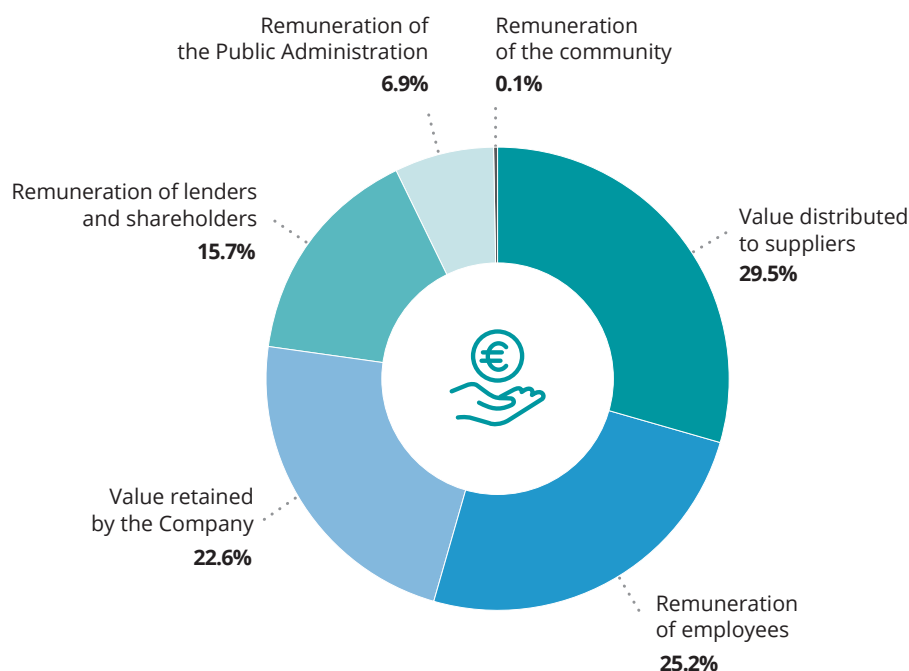 Remuneration of
the Public Administration
6.9%
Remuneration
of the community
0.1%
Value distributed
to suppliers
29.5%
Remuneration
of employees
25.2%
Value retained
by the Company
22.6%
Remuneration of lenders
and shareholders
15.7%
€